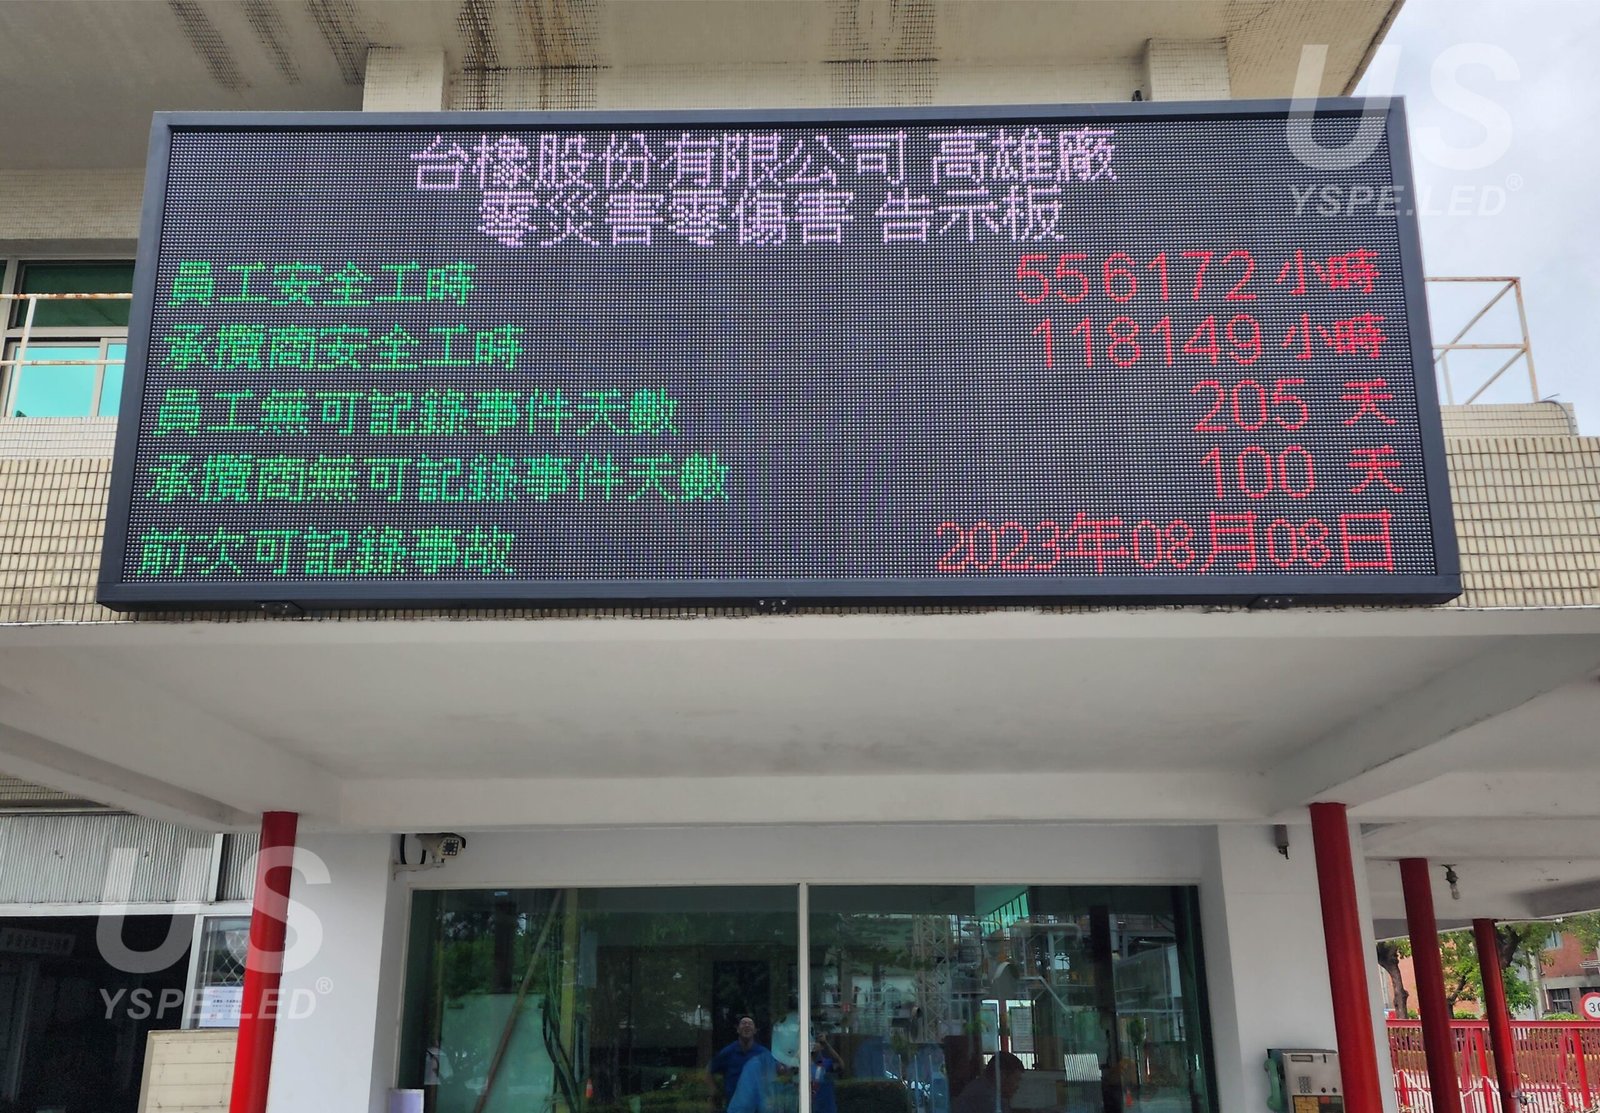 台橡股份有限公司 高雄廠
零災害零傷害 告示板
員工安全工時 556172 小時
承攬商安全工時 118149 小時
員工無可記錄事件天數 205 天
承攬商無可記錄事件天數 100 天
前次可記錄事故 2023年08月08日
US
YSPE.LED®
US
YSPE.LED®